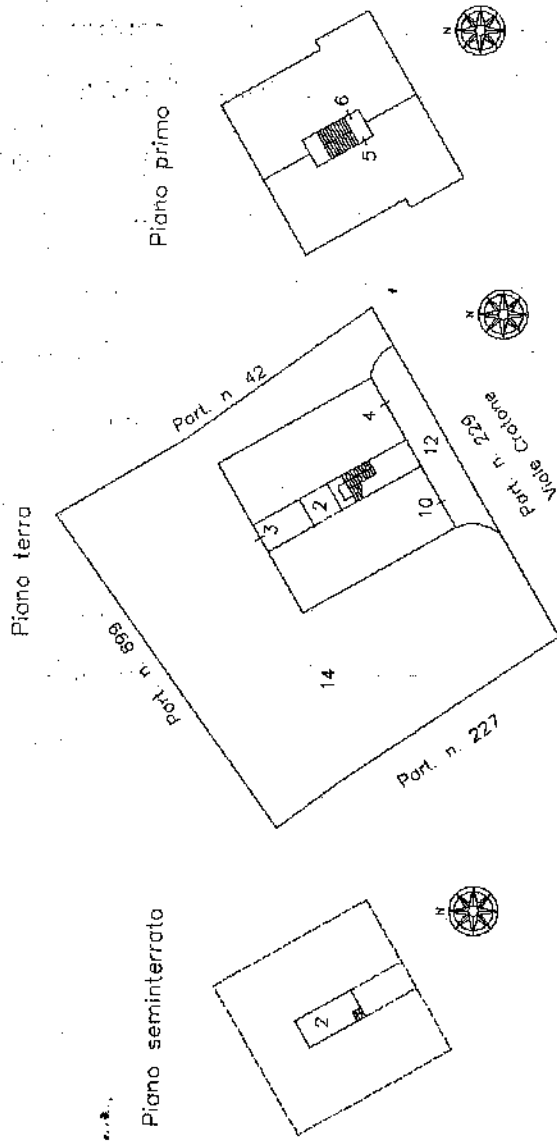 Piano seminterrato
2
N
Piano terra
Part. n. 699
Part. n 42
3
2
4
14
10
12
Part. n. 227
Part. n. 229
Viale Crotone
N
Piano primo
6
5
N